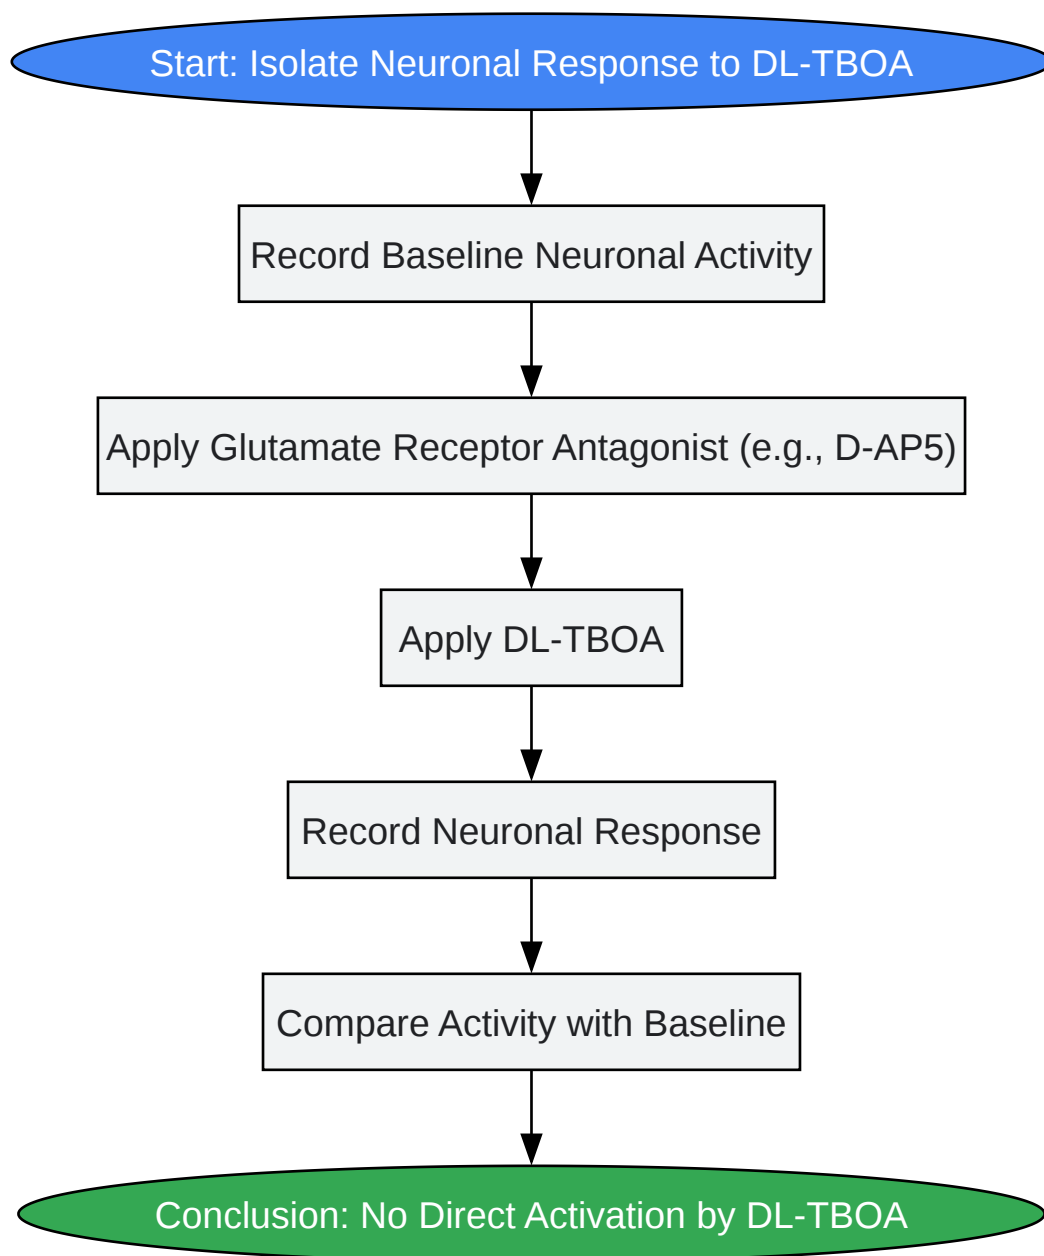 Start: Isolate Neuronal Response to DL-TBOA
Record Baseline Neuronal Activity
Apply Glutamate Receptor Antagonist (e.g., D-AP5)
Apply DL-TBOA
Record Neuronal Response
Compare Activity with Baseline
Conclusion: No Direct Activation by DL-TBOA